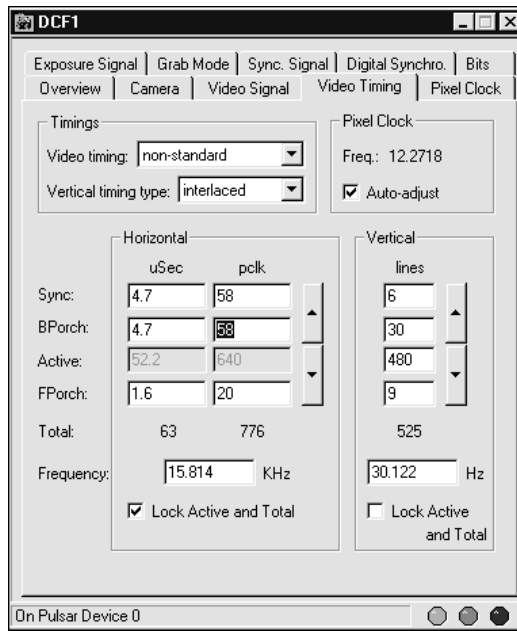 DCF1
Exposure Signal Grab Mode Sync. Signal Digital Synchro. Bits
Overview Camera Video Signal Video Timing Pixel Clock
Timings
Video timing: non-standard
Vertical timing type: interlaced
Pixel Clock
Freq.: 12.2718
Auto-adjust
Horizontal Vertical
uSec pclk lines
Sync: 4.7 58 6
BPorch: 4.7 58 30
Active: 52.2 640 480
FPorch: 1.6 20 9
Total: 63 776 525
Frequency: 15.814 KHz 30.122 Hz
Lock Active and Total Lock Active
and Total
On Pulsar Device 0